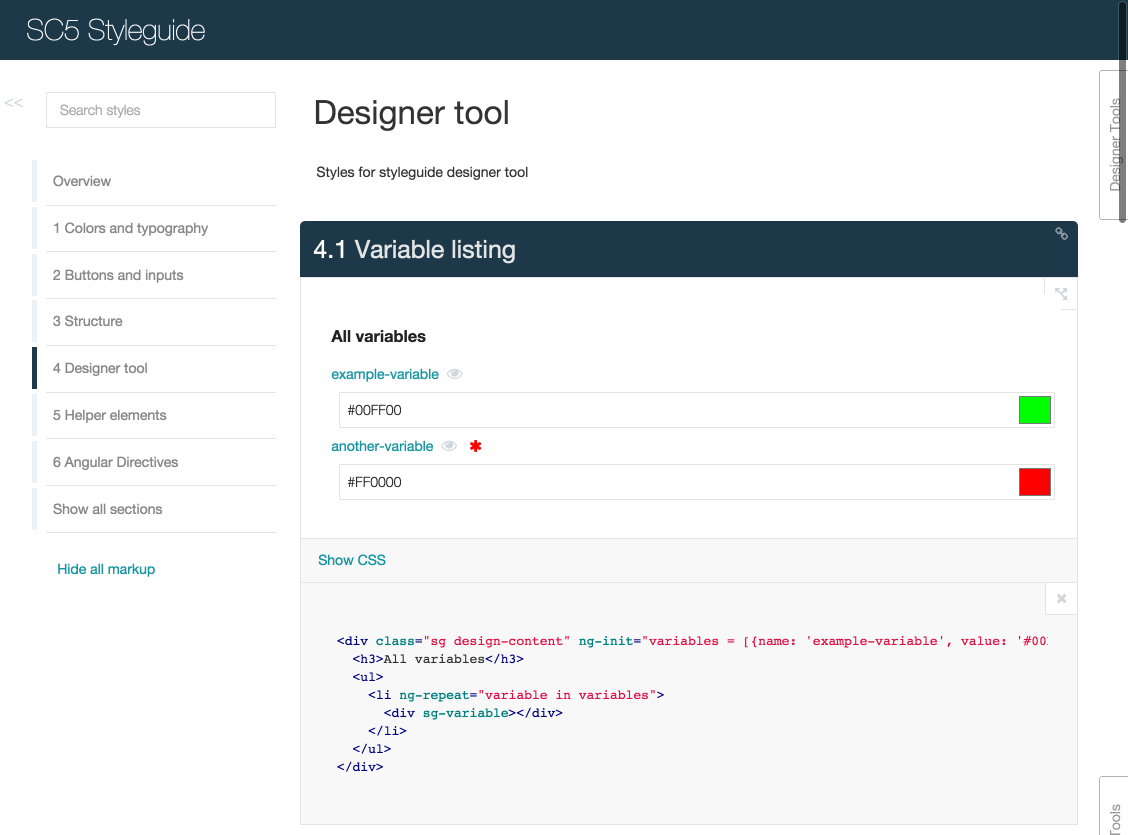 SC5 Styleguide
<<
Search styles
Overview
1 Colors and typography
2 Buttons and inputs
3 Structure
4 Designer tool
5 Helper elements
6 Angular Directives
Show all sections
Hide all markup
Designer tool
Styles for styleguide designer tool
4.1 Variable listing
All variables
example-variable
#00FF00
another-variable *
#FF0000
Show CSS
<div class="sg design-content" ng-init="variables = [{name: 'example-variable', value: '#00
<h3>All variables</h3>
<ul>
<li ng-repeat="variable in variables">
<div sg-variable></div>
</li>
</ul>
</div>
Designer Tools
Tools